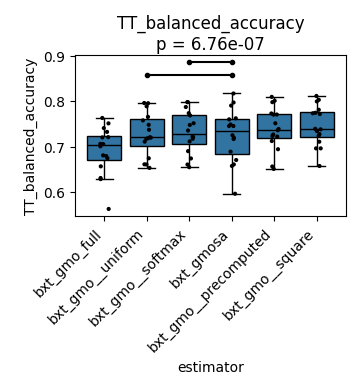 TT_balanced_accuracy
p = 6.76e-07
TT_balanced_accuracy
0.9
0.8
0.7
0.6
bxt_gmo_full
bxt_gmo__uniform
bxt_gmo__softmax
bxt_gmosa
bxt_gmo__precomputed
bxt_gmo__square
estimator